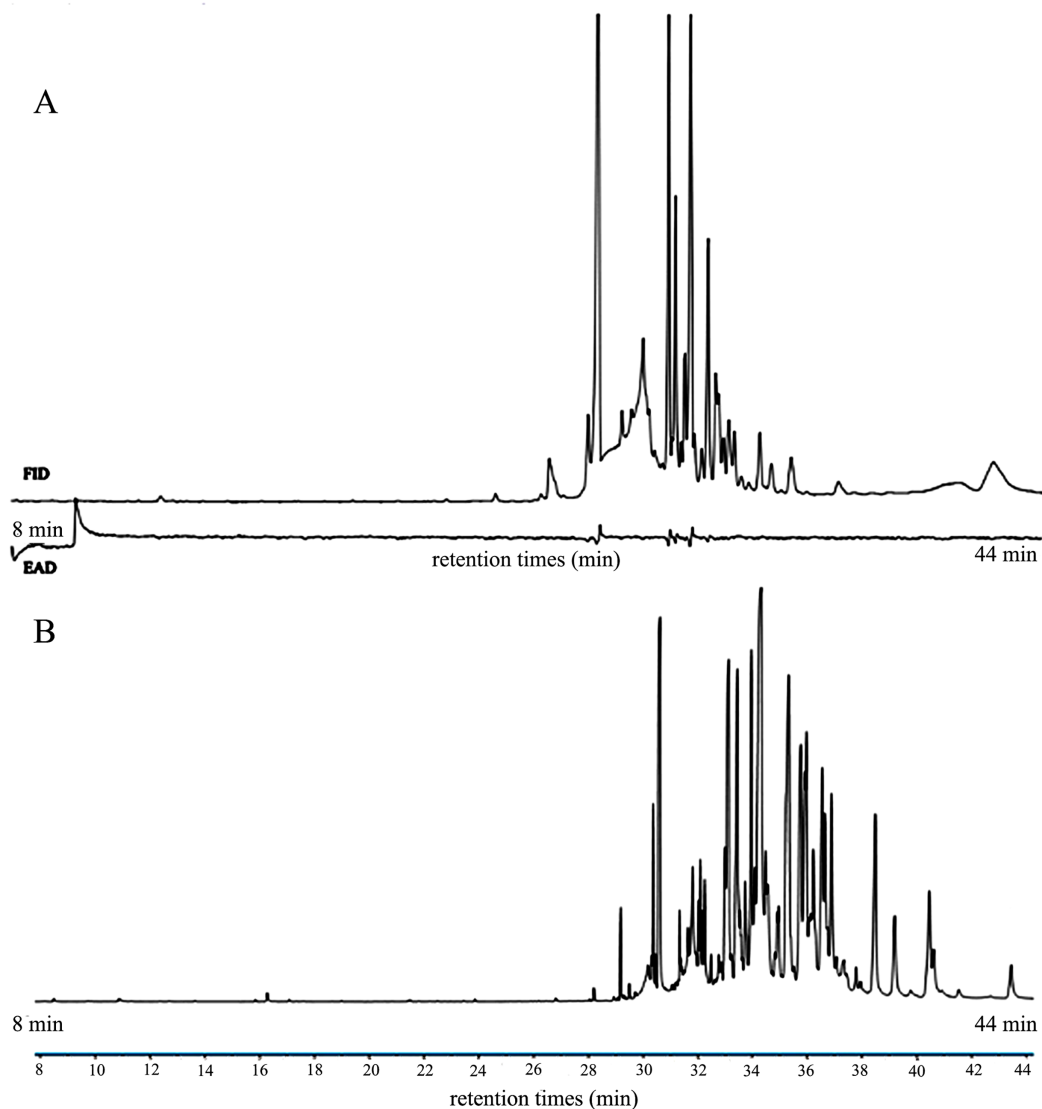 A
FID
8 min
retention times (min)
44 min
EAD
B
8 min
44 min
8 10 12 14 16 18 20 22 24 26 28 30 32 34 36 38 40 42 44
retention times (min)